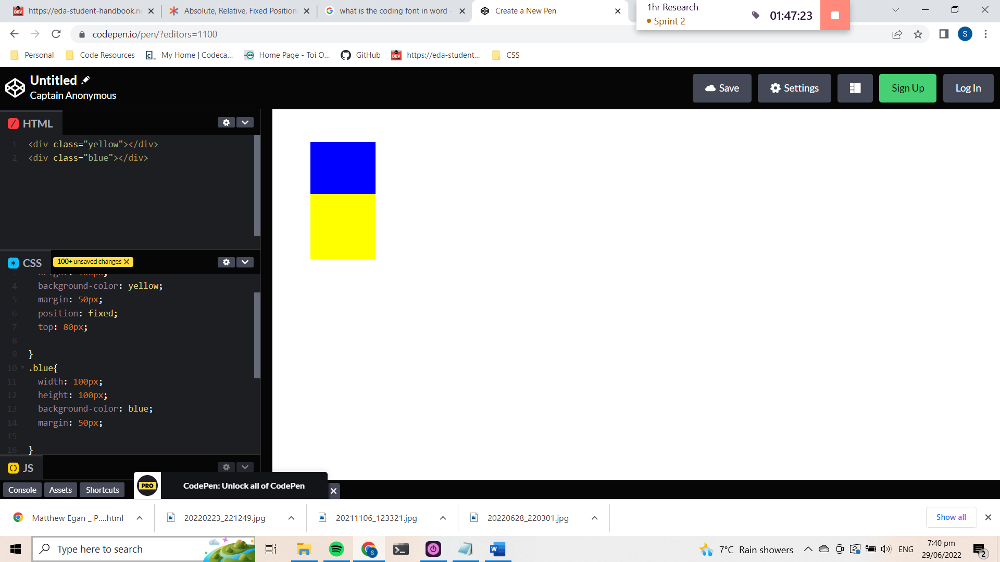 https://eda-student-handbook.ne
Absolute, Relative, Fixed Positioni
what is the coding font in word -
Create a New Pen
1hr Research
Sprint 2
01:47:23
codepen.io/pen/?editors=1100
S
Personal
Code Resources
My Home | Codeca...
Home Page - Toi O...
GitHub
https://eda-student...
CSS
Untitled
Captain Anonymous
Save
Settings
Sign Up
Log In
HTML
1 <div class="yellow"></div>
2 <div class="blue"></div>
CSS
100+ unsaved changes
3 height: 100px;
4 background-color: yellow;
5 margin: 50px;
6 position: fixed;
7 top: 80px;
8
9 }
10 .blue{
11 width: 100px;
12 height: 100px;
13 background-color: blue;
14 margin: 50px;
15
16 }
JS
Console
Assets
Shortcuts
PRO
CodePen: Unlock all of CodePen
Matthew Egan _ P....html
20220223_221249.jpg
20211106_123321.jpg
20220628_220301.jpg
Show all
Type here to search
7°C Rain showers
ENG
7:40 pm
29/06/2022
2